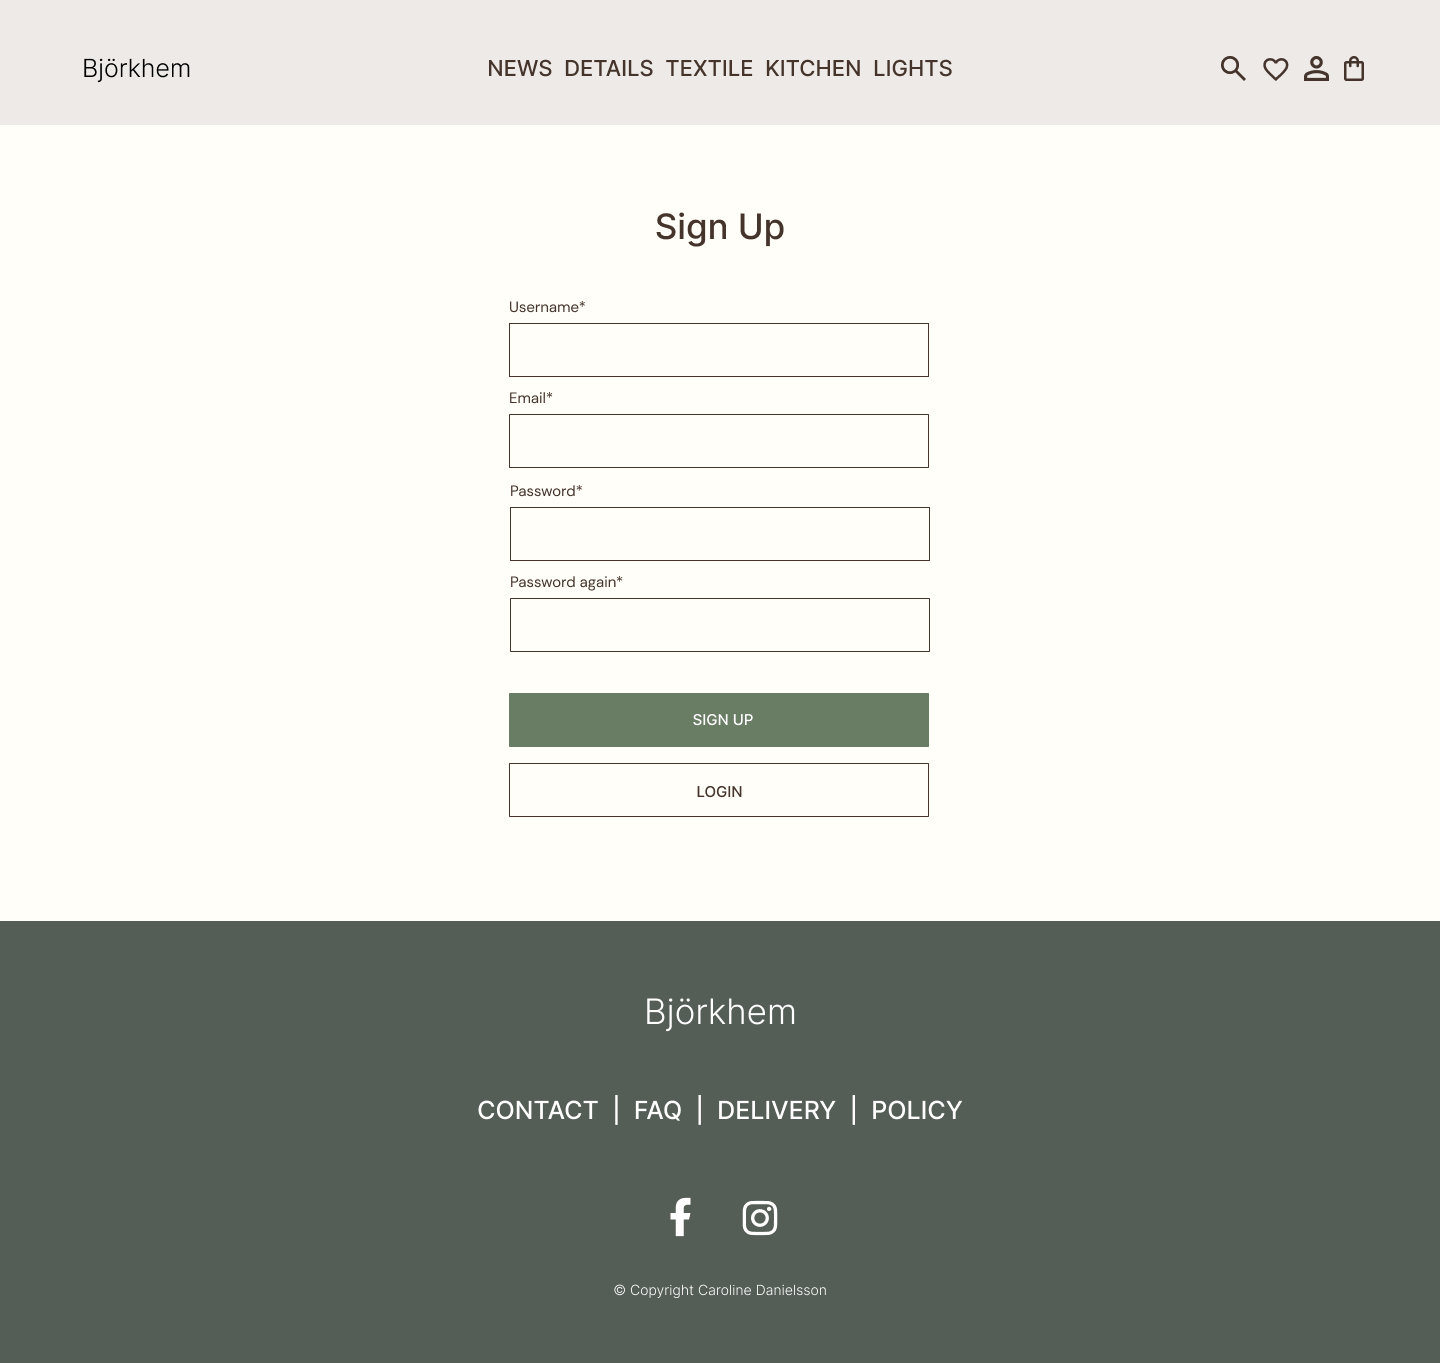 Björkhem
NEWS DETAILS TEXTILE KITCHEN LIGHTS
Sign Up
Username*
Email*
Password*
Password again*
SIGN UP
LOGIN
Björkhem
CONTACT | FAQ | DELIVERY | POLICY
© Copyright Caroline Danielsson